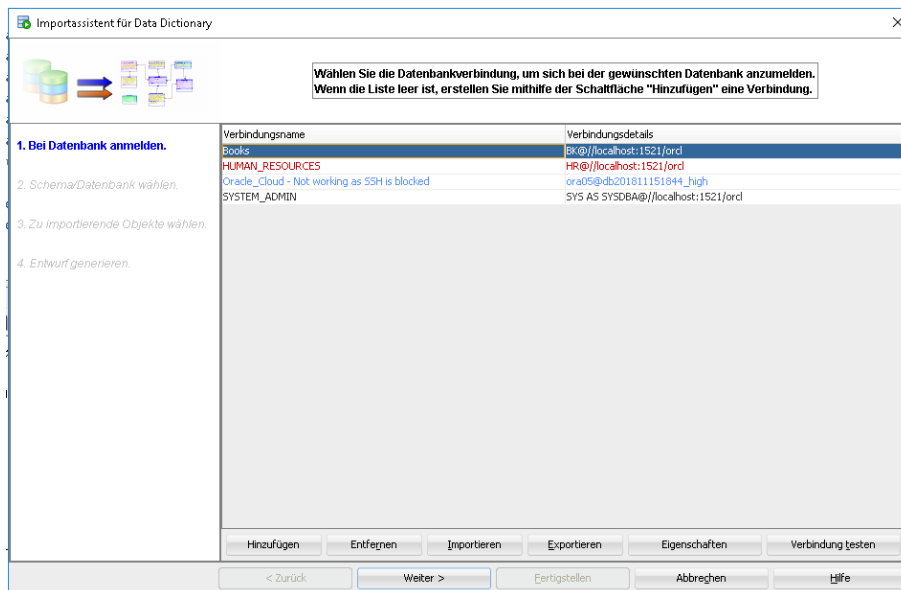 Importassistent für Data Dictionary
Wählen Sie die Datenbankverbindung, um sich bei der gewünschten Datenbank anzumelden.
Wenn die Liste leer ist, erstellen Sie mithilfe der Schaltfläche "Hinzufügen" eine Verbindung.
1. Bei Datenbank anmelden.
2. Schema/Datenbank wählen.
3. Zu importierende Objekte wählen.
4. Entwurf generieren.
Verbindungsname Verbindungsdetails
Books BK@//localhost:1521/orcl
HUMAN_RESOURCES HR@//localhost:1521/orcl
Oracle_Cloud - Not working as SSH is blocked ora05@db201811151844_high
SYSTEM_ADMIN SYS AS SYSDBA@//localhost:1521/orcl
Hinzufügen Entfernen Importieren Exportieren Eigenschaften Verbindung testen
< Zurück Weiter > Fertigstellen Abbrechen Hilfe